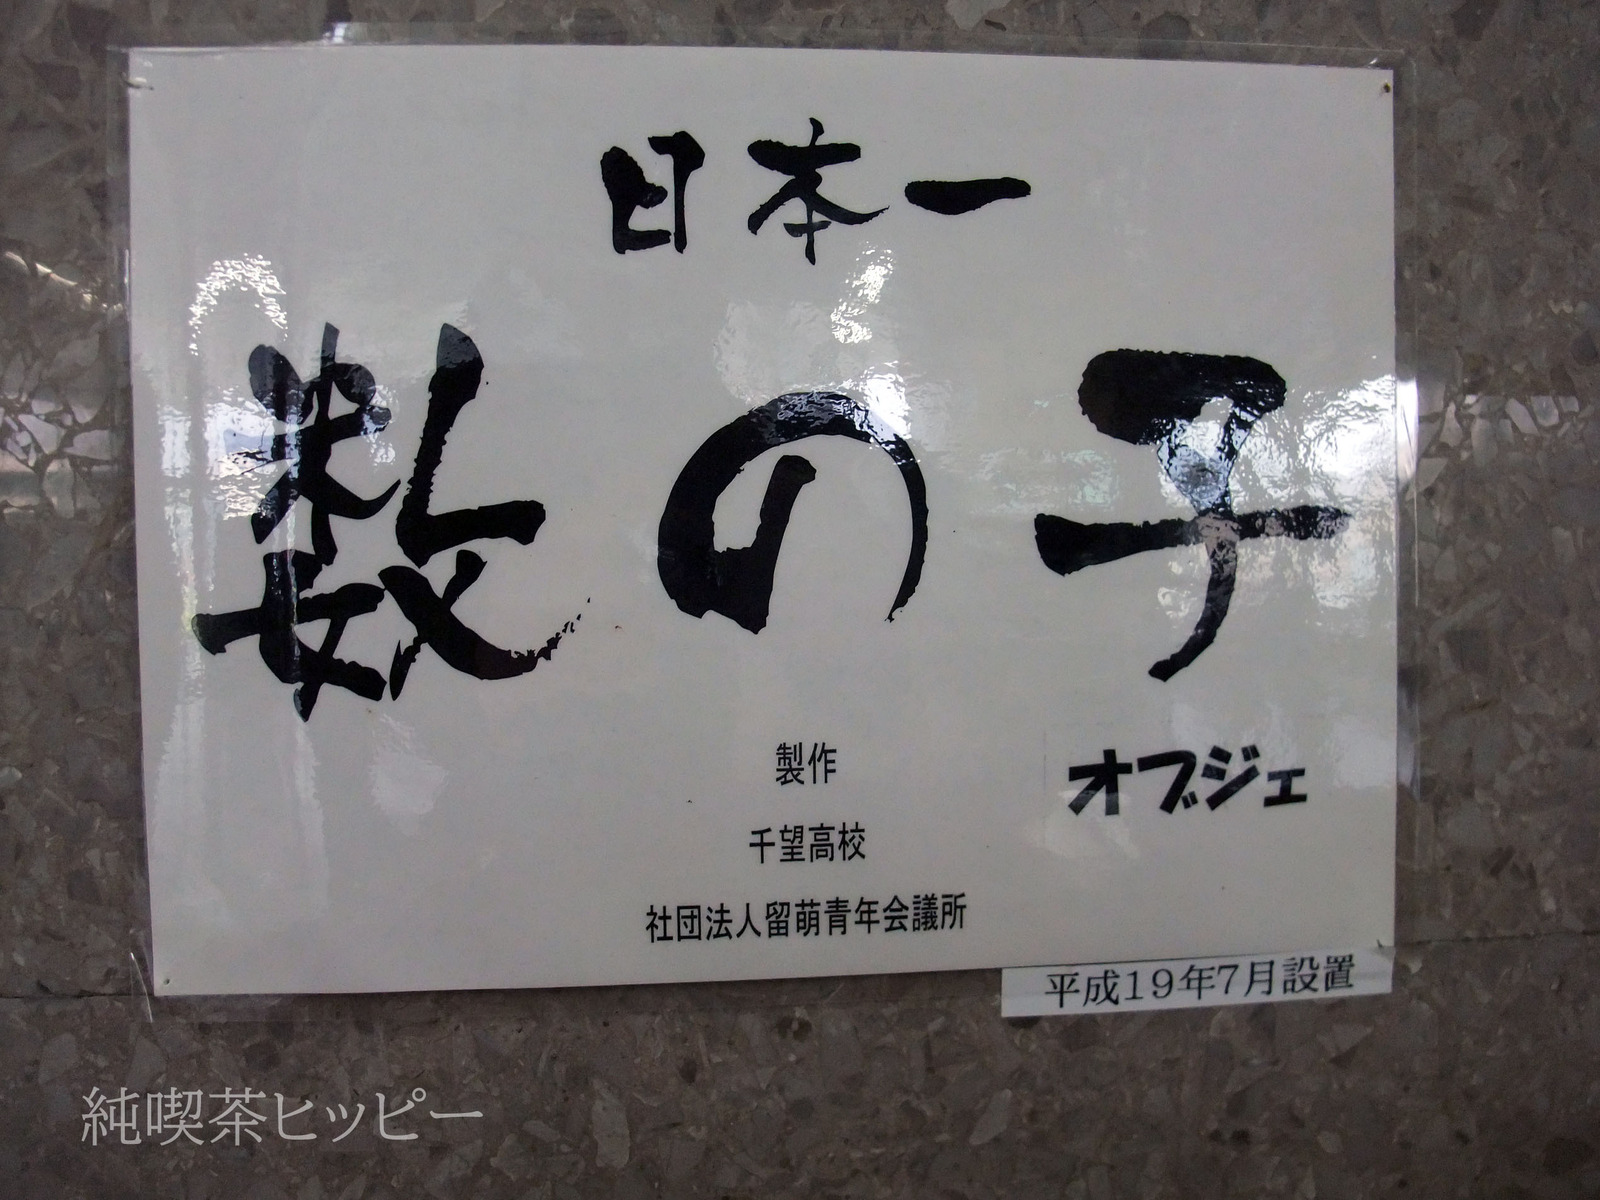 日本一
数の子
オブジェ
製作
千望高校
社団法人留萌青年会議所
平成19年7月設置
純喫茶ヒッピー